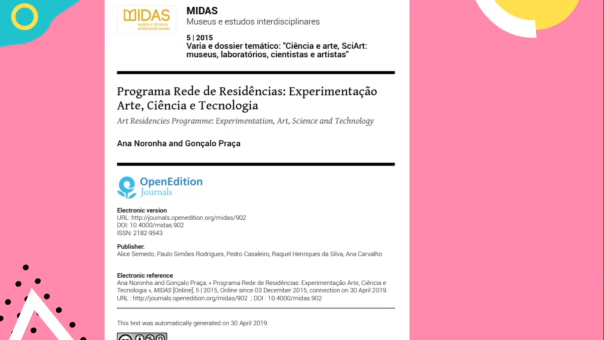 MIDAS
MIDAS
Museus e estudos interdisciplinares
5 | 2015
Varia e dossier temático: "Ciência e arte, SciArt:
museus, laboratórios, cientistas e artistas"
Programa Rede de Residências: Experimentação
Arte, Ciência e Tecnologia
Art Residencies Programme: Experimentation, Art, Science and Technology
Ana Noronha and Gonçalo Praça
OpenEdition
Journals
Electronic version
URL: http://journals.openedition.org/midas/902
DOI: 10.4000/midas.902
ISSN: 2182-9543
Publisher:
Alice Semedo, Paulo Simões Rodrigues, Pedro Casaleiro, Raquel Henriques da Silva, Ana Carvalho
Electronic reference
Ana Noronha and Gonçalo Praça, « Programa Rede de Residências: Experimentação Arte, Ciência e
Tecnologia », MIDAS [Online], 5 | 2015, Online since 03 December 2015, connection on 30 April 2019.
URL : http://journals.openedition.org/midas/902 ; DOI : 10.4000/midas.902
This text was automatically generated on 30 April 2019.